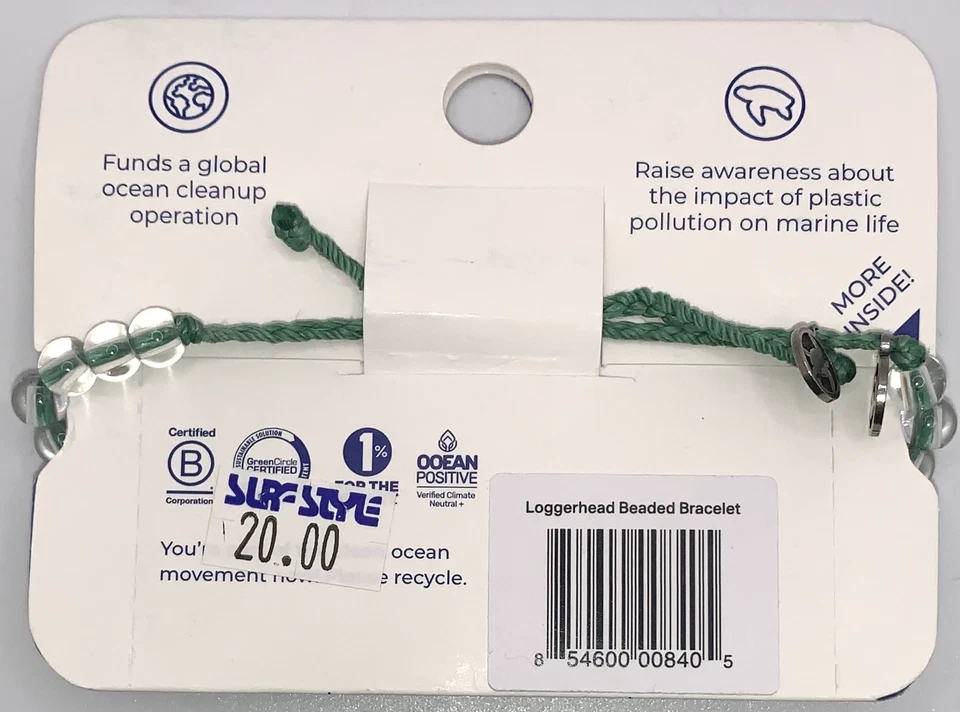 Funds a global
ocean cleanup
operation
Raise awareness about
the impact of plastic
pollution on marine life
MORE
INSIDE!
Certified
B
Corporation
SUSTAINABLE SOLUTION
GreenCircle
CERTIFIED
1%
FOR THE
OCEAN
POSITIVE
Verified Climate
Neutral +
SURF STYLE
20.00
ocean
movement
recycle.
Loggerhead Beaded Bracelet
8 54600 00840 5